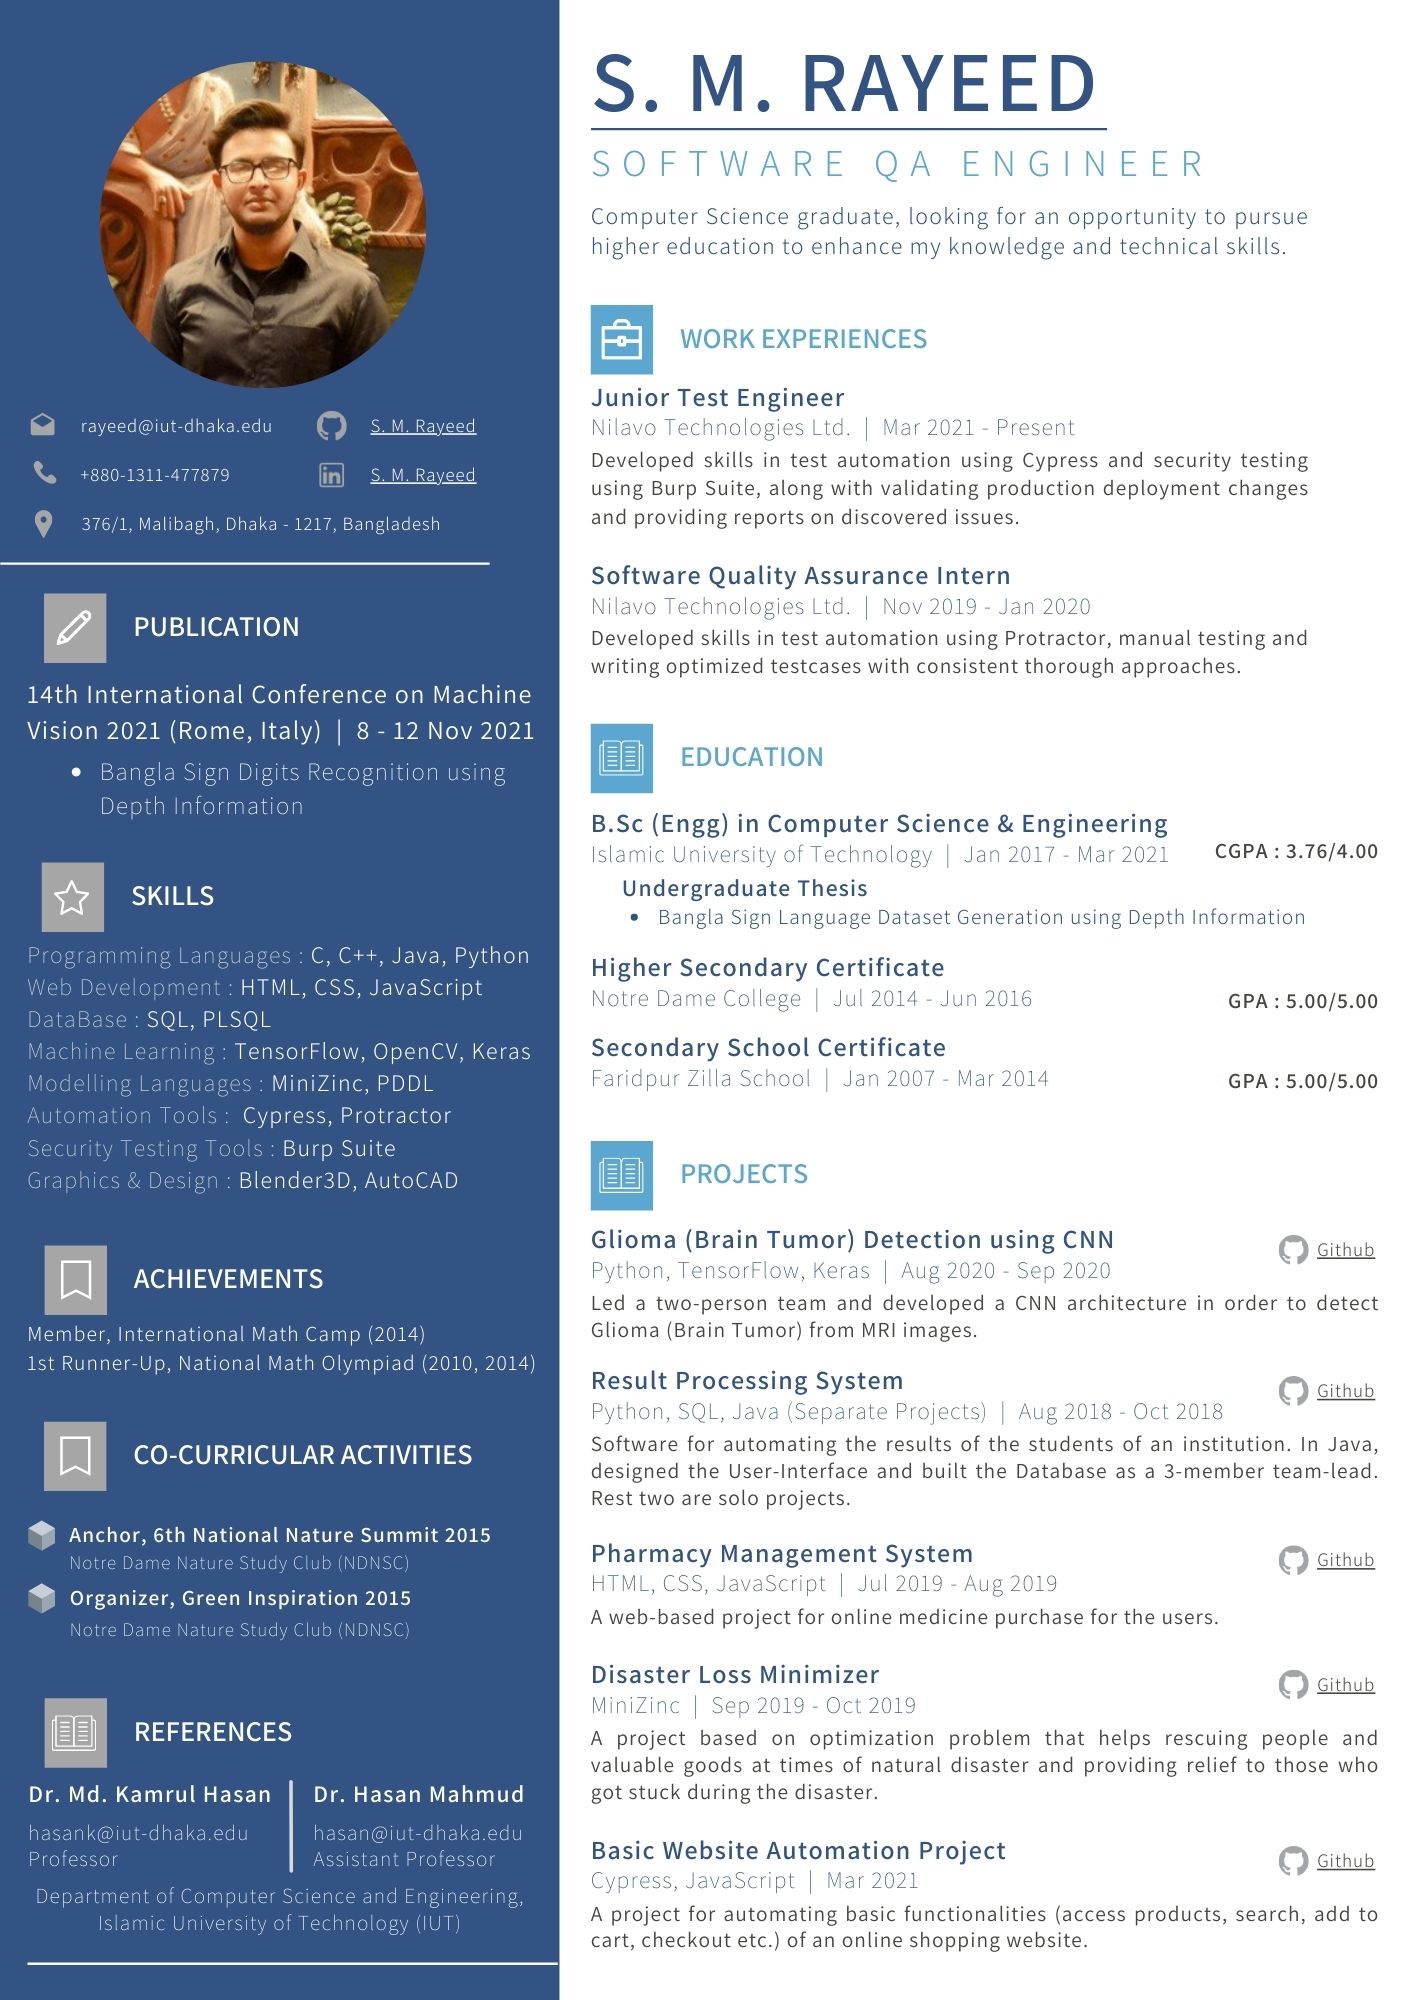 rayeed@iut-dhaka.edu
S. M. Rayeed
+880-1311-477879
S. M. Rayeed
376/1, Malibagh, Dhaka - 1217, Bangladesh
PUBLICATION
14th International Conference on Machine
Vision 2021 (Rome, Italy) | 8 - 12 Nov 2021
• Bangla Sign Digits Recognition using
Depth Information
SKILLS
Programming Languages : C, C++, Java, Python
Web Development : HTML, CSS, JavaScript
DataBase : SQL, PLSQL
Machine Learning : TensorFlow, OpenCV, Keras
Modelling Languages : MiniZinc, PDDL
Automation Tools : Cypress, Protractor
Security Testing Tools : Burp Suite
Graphics & Design : Blender3D, AutoCAD
ACHIEVEMENTS
Member, International Math Camp (2014)
1st Runner-Up, National Math Olympiad (2010, 2014)
CO-CURRICULAR ACTIVITIES
Anchor, 6th National Nature Summit 2015
Notre Dame Nature Study Club (NDNSC)
Organizer, Green Inspiration 2015
Notre Dame Nature Study Club (NDNSC)
REFERENCES
Dr. Md. Kamrul Hasan
hasank@iut-dhaka.edu
Professor
Dr. Hasan Mahmud
hasan@iut-dhaka.edu
Assistant Professor
Department of Computer Science and Engineering,
Islamic University of Technology (IUT)
S. M. RAYEED
SOFTWARE QA ENGINEER
Computer Science graduate, looking for an opportunity to pursue
higher education to enhance my knowledge and technical skills.
WORK EXPERIENCES
Junior Test Engineer
Nilavo Technologies Ltd. | Mar 2021 - Present
Developed skills in test automation using Cypress and security testing
using Burp Suite, along with validating production deployment changes
and providing reports on discovered issues.
Software Quality Assurance Intern
Nilavo Technologies Ltd. | Nov 2019 - Jan 2020
Developed skills in test automation using Protractor, manual testing and
writing optimized testcases with consistent thorough approaches.
EDUCATION
B.Sc (Engg) in Computer Science & Engineering
Islamic University of Technology | Jan 2017 - Mar 2021
CGPA : 3.76/4.00
Undergraduate Thesis
• Bangla Sign Language Dataset Generation using Depth Information
Higher Secondary Certificate
Notre Dame College | Jul 2014 - Jun 2016
GPA : 5.00/5.00
Secondary School Certificate
Faridpur Zilla School | Jan 2007 - Mar 2014
GPA : 5.00/5.00
PROJECTS
Glioma (Brain Tumor) Detection using CNN
Github
Python, TensorFlow, Keras | Aug 2020 - Sep 2020
Led a two-person team and developed a CNN architecture in order to detect
Glioma (Brain Tumor) from MRI images.
Result Processing System
Github
Python, SQL, Java (Separate Projects) | Aug 2018 - Oct 2018
Software for automating the results of the students of an institution. In Java,
designed the User-Interface and built the Database as a 3-member team-lead.
Rest two are solo projects.
Pharmacy Management System
Github
HTML, CSS, JavaScript | Jul 2019 - Aug 2019
A web-based project for online medicine purchase for the users.
Disaster Loss Minimizer
Github
MiniZinc | Sep 2019 - Oct 2019
A project based on optimization problem that helps rescuing people and
valuable goods at times of natural disaster and providing relief to those who
got stuck during the disaster.
Basic Website Automation Project
Github
Cypress, JavaScript | Mar 2021
A project for automating basic functionalities (access products, search, add to
cart, checkout etc.) of an online shopping website.